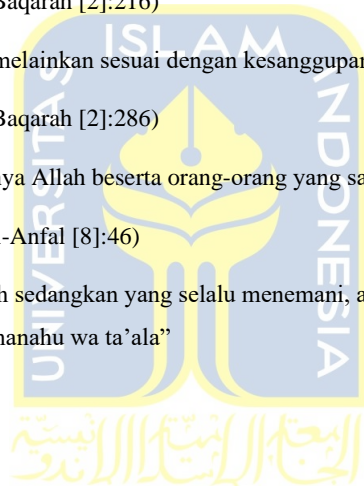 Baqarah [2]:216)
melainkan sesuai dengan kesanggupan
Baqarah [2]:286)
nya Allah beserta orang-orang yang sa
-Anfal [8]:46)
h sedangkan yang selalu menemani, a
hanahu wa ta’ala”
ISLAM
UNIVERSITAS
INDONESIA